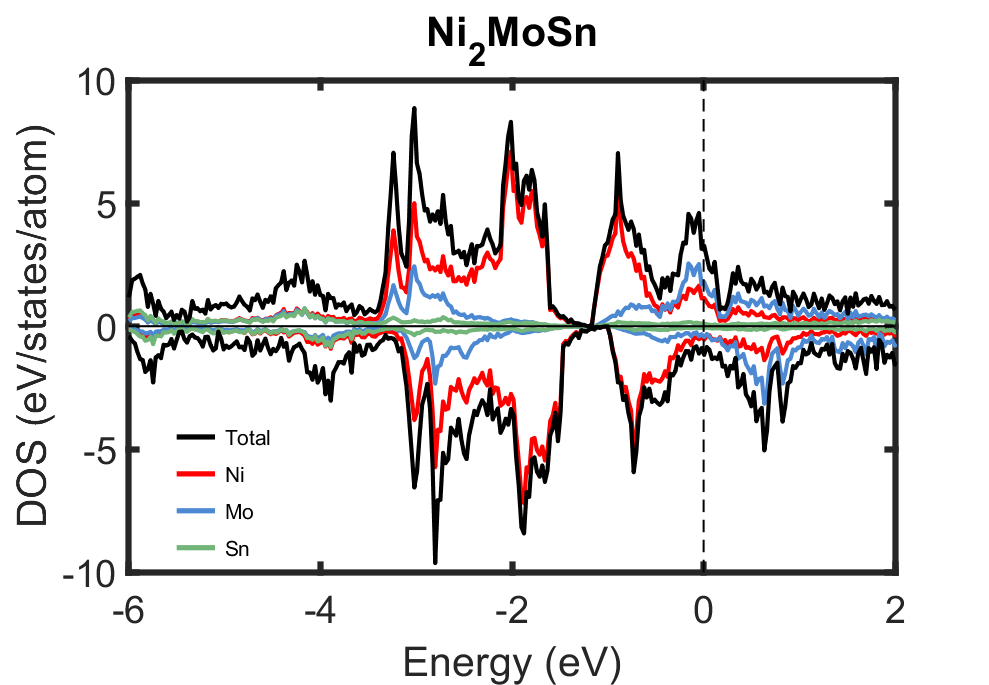 Ni2MoSn
10
5
0
-5
-10
DOS (eV/states/atom)
Total
Ni
Mo
Sn
-6 -4 -2 0 2
Energy (eV)